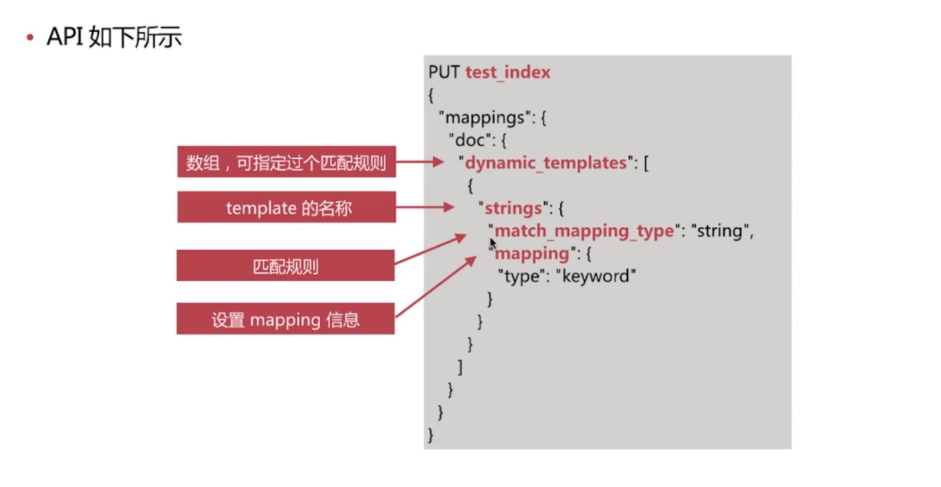 • API 如下所示
PUT test_index
{
"mappings": {
"doc": {
数组，可指定过个匹配规则
"dynamic_templates": [
{
template 的名称
"strings": {
"match_mapping_type": "string",
匹配规则
"mapping": {
"type": "keyword"
}
设置 mapping 信息
}
}
]
}
}
}